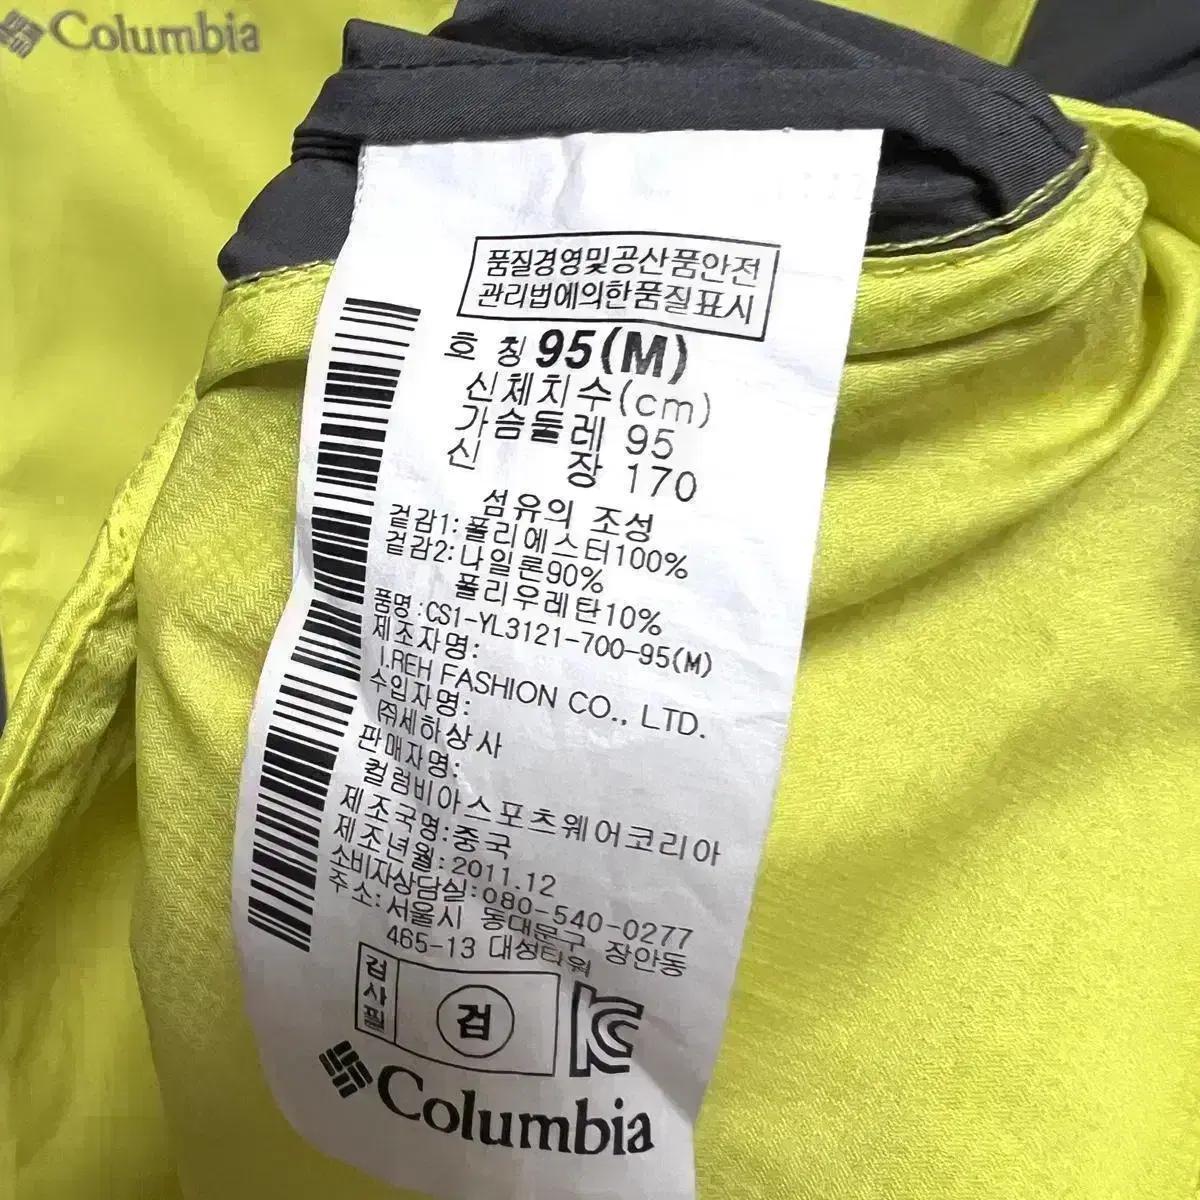 Columbia
품질경영및공산품안전
관리법에의한품질표시
호 칭 95(M)
신체치수(cm)
가슴둘레 95
신 장 170
섬유의 조성
겉감1: 폴리에스터100%
겉감2: 나일론90%
폴리우레탄10%
품명:CS1-YL3121-700-95(M)
제조자명:
I.REH FASHION CO., LTD.
수입자명:
㈜세하상사
판매자명:
컬럼비아스포츠웨어코리아
제조국명:중국
제조년월:2011.12
소비자상담실:080-540-0277
주소:서울시 동대문구 장안동
465-13 대성타워
검사필
검
KC
Columbia